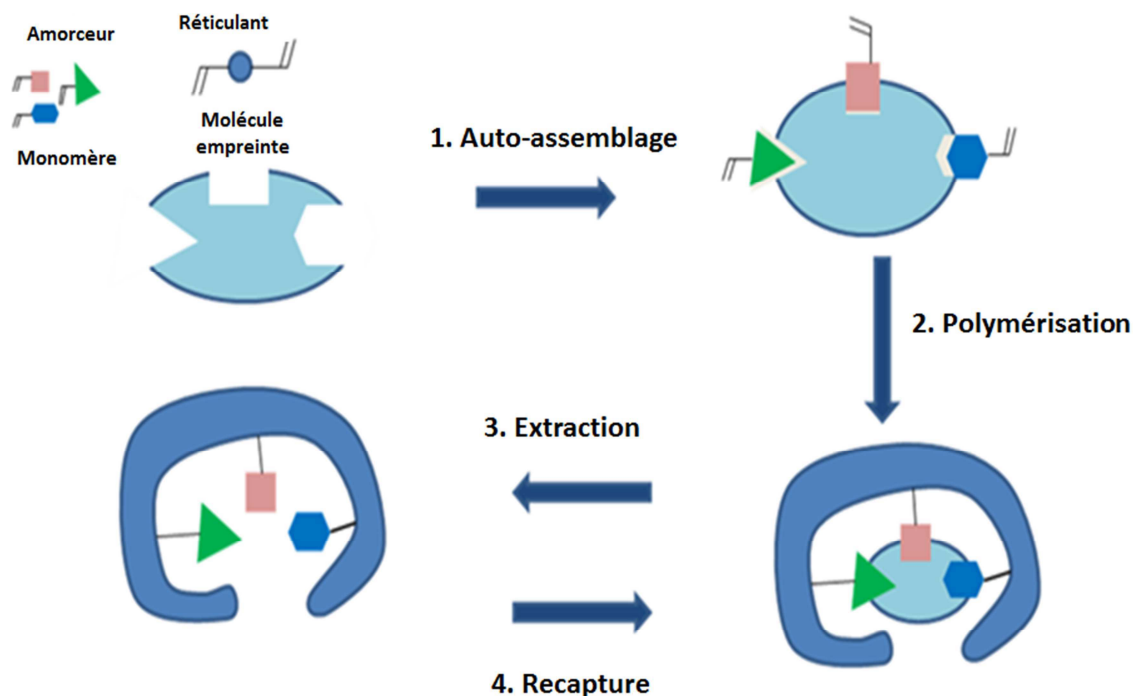 Amorceur
Réticulant
Monomère
Molécule
empreinte
1. Auto-assemblage
2. Polymérisation
3. Extraction
4. Recapture